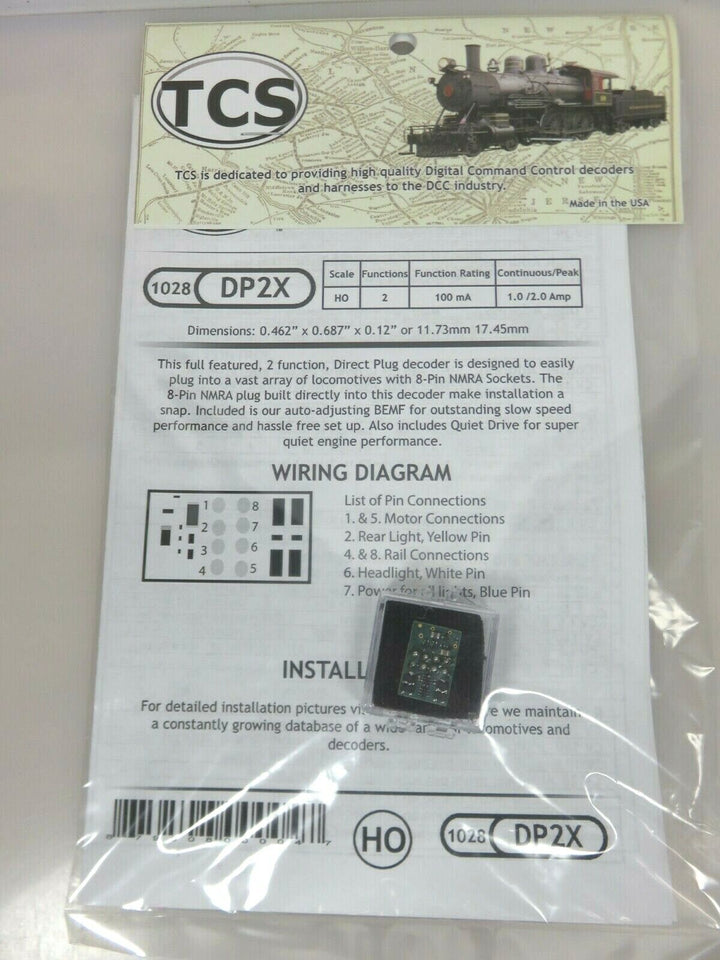 TCS
TCS is dedicated to providing high quality Digital Command Control decoders
and harnesses to the DCC industry.
Made in the USA
1028 DP2X
Scale Functions Function Rating Continuous/Peak
HO 2 100 mA 1.0 /2.0 Amp
Dimensions: 0.462” x 0.687” x 0.12” or 11.73mm 17.45mm
This full featured, 2 function, Direct Plug decoder is designed to easily
plug into a vast array of locomotives with 8-Pin NMRA Sockets. The
8-Pin NMRA plug built directly into this decoder make installation a
snap. Included is our auto-adjusting BEMF for outstanding slow speed
performance and hassle free set up. Also includes Quiet Drive for super
quiet engine performance.
WIRING DIAGRAM
1 8
2 7
3 6
4 5
List of Pin Connections
1. & 5. Motor Connections
2. Rear Light, Yellow Pin
4. & 8. Rail Connections
6. Headlight, White Pin
7. Power for all lights, Blue Pin
INSTALL
For detailed installation pictures we maintain
a constantly growing database of a
decoders.
HO
1028 DP2X